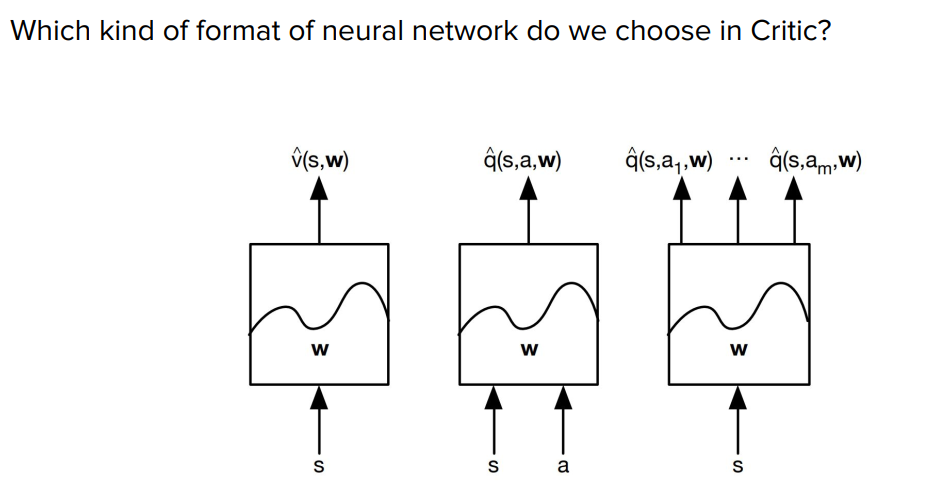 Which kind of format of neural network do we choose in Critic?
v̂(s,w) q̂(s,a,w) q̂(s,a₁,w) ... q̂(s,aₘ,w)
w w w
s s a s